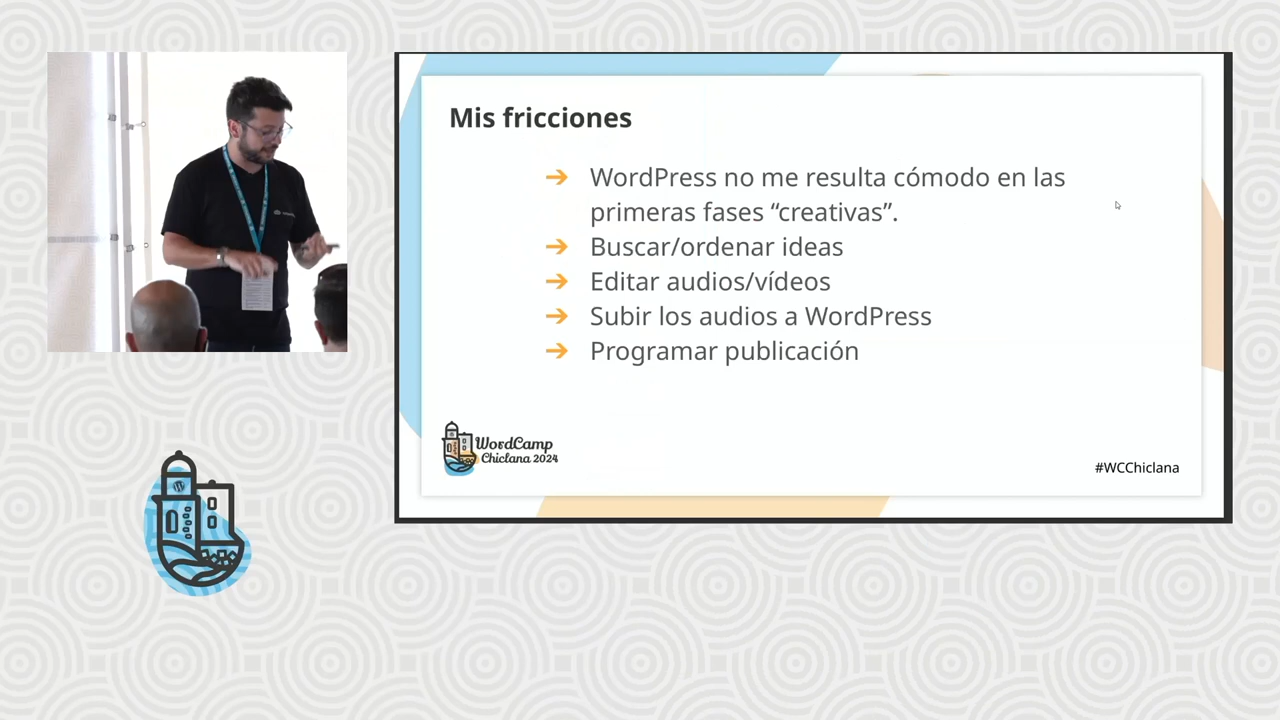 Mis fricciones
➔ WordPress no me resulta cómodo en las
primeras fases “creativas”.
➔ Buscar/ordenar ideas
➔ Editar audios/vídeos
➔ Subir los audios a WordPress
➔ Programar publicación
WordCamp
Chiclana 2024
#WCChiclana